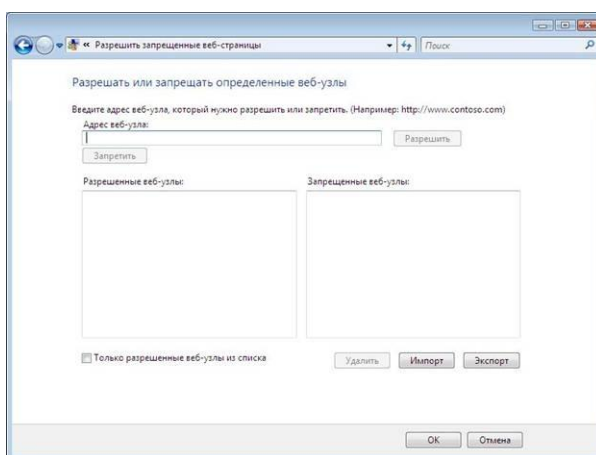 « Разрешить запрещенные веб-страницы
Поиск
Разрешать или запрещать определенные веб-узлы
Введите адрес веб-узла, который нужно разрешить или запретить. (Например: http://www.contoso.com)
Адрес веб-узла:
Разрешить
Запретить
Разрешенные веб-узлы: Запрещенные веб-узлы:
Только разрешенные веб-узлы из списка
Удалить Импорт Экспорт
ОК Отмена